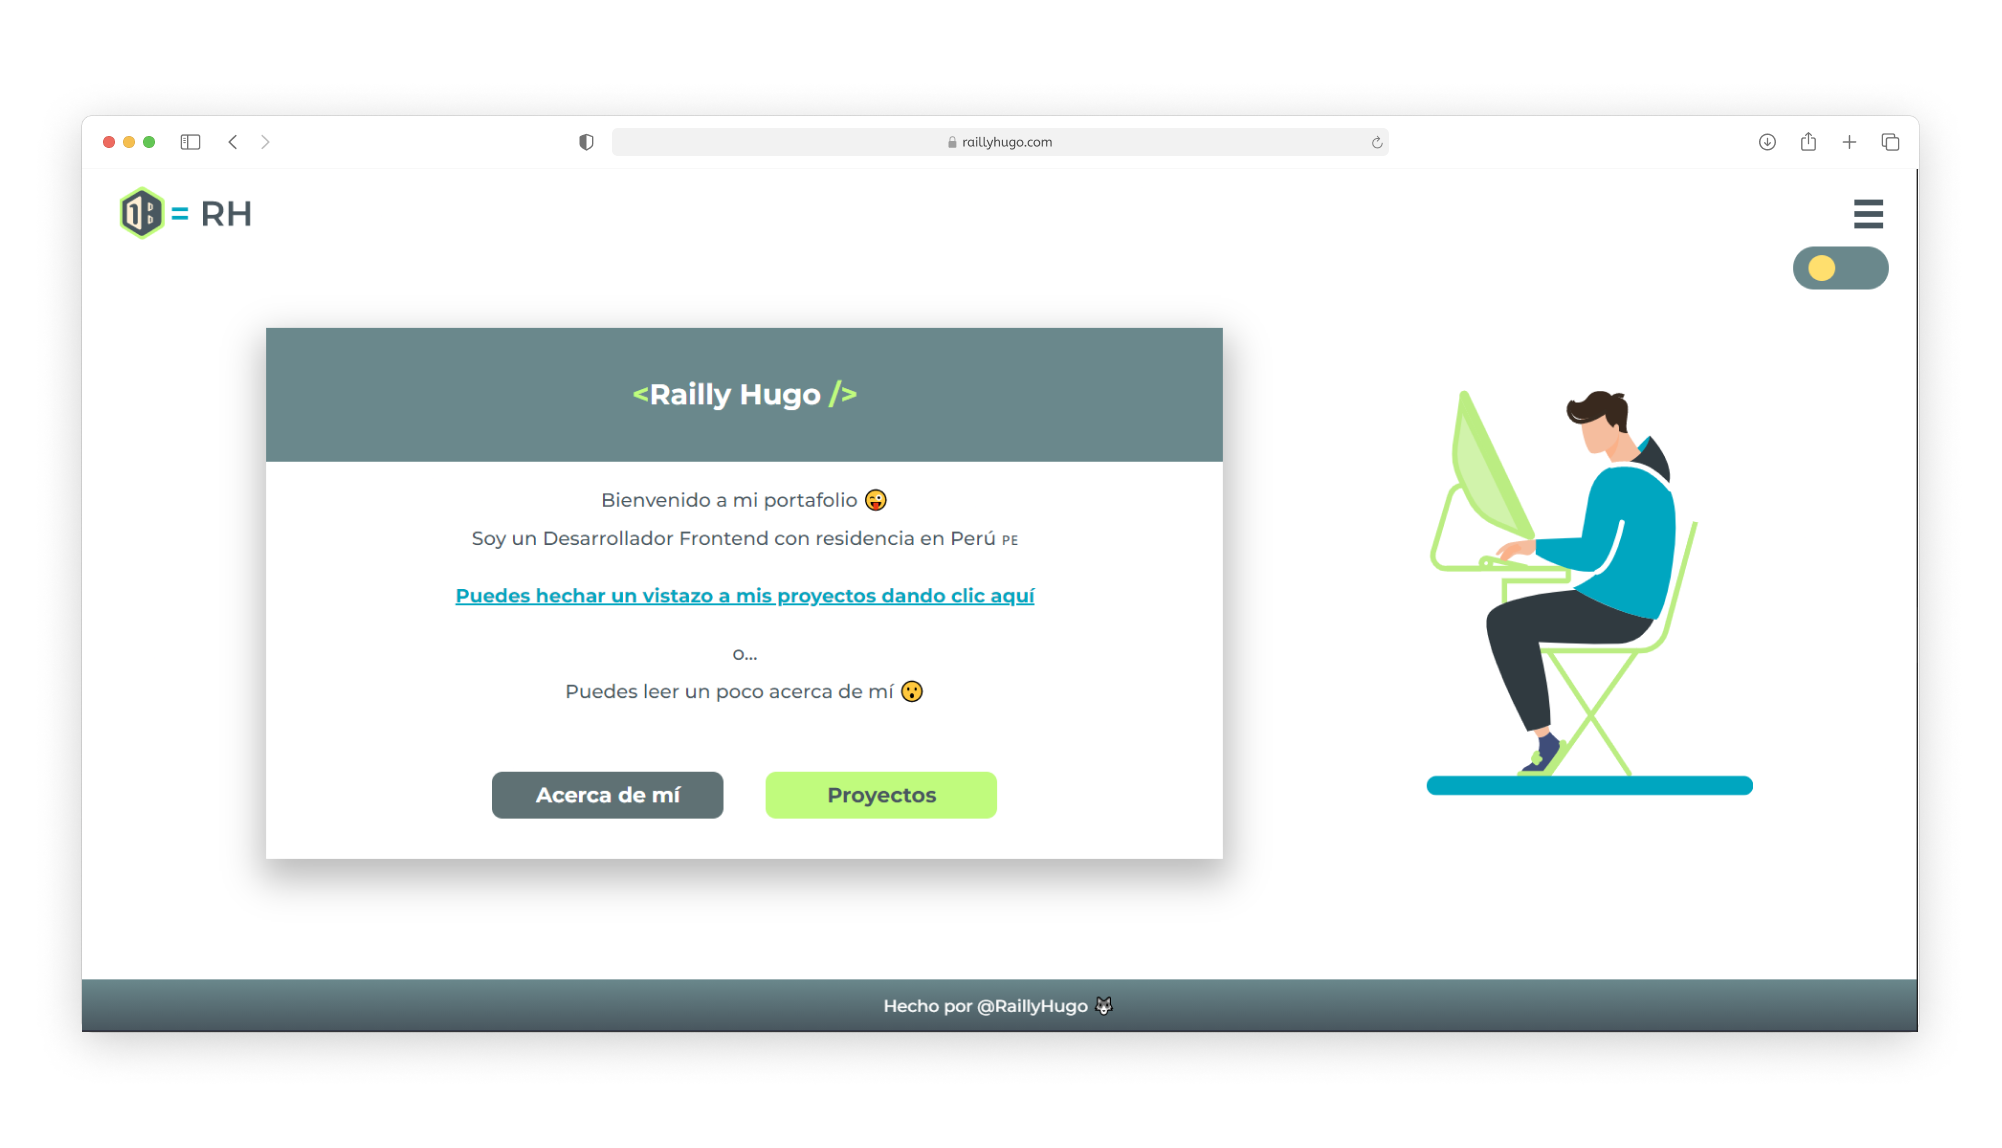 raillyhugo.com
= RH
<Railly Hugo />
Bienvenido a mi portafolio 😜
Soy un Desarrollador Frontend con residencia en Perú PE
Puedes hechar un vistazo a mis proyectos dando clic aquí
o...
Puedes leer un poco acerca de mí 😯
Acerca de mí
Proyectos
Hecho por @RaillyHugo 🐺